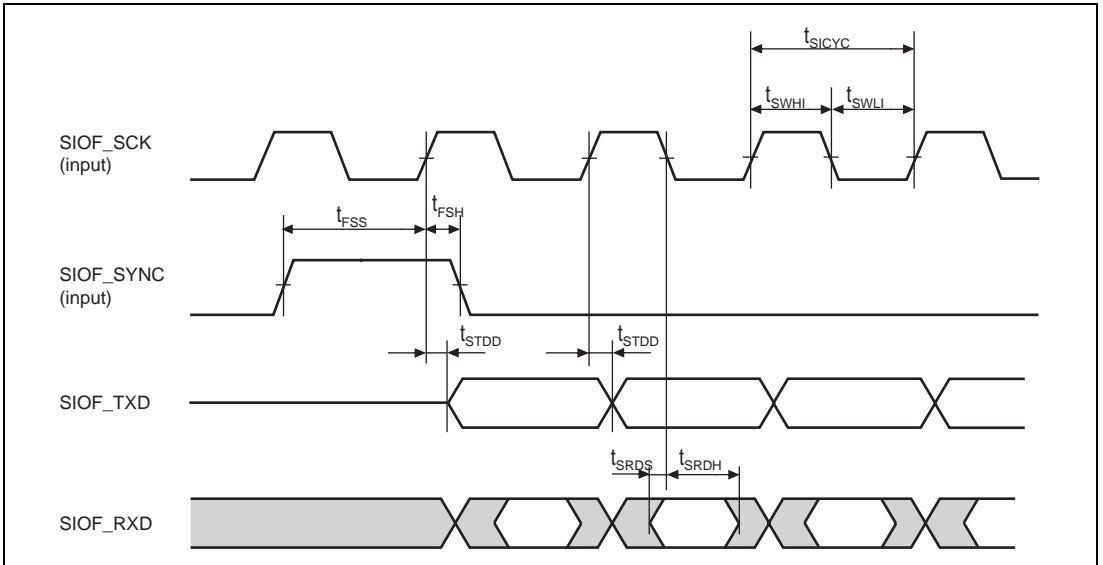 tSICYC
tSWHI tSWLI
SIOF_SCK
(input)
tFSS tFSH
SIOF_SYNC
(input)
tSTDD tSTDD
SIOF_TXD
tSRDS tSRDH
SIOF_RXD